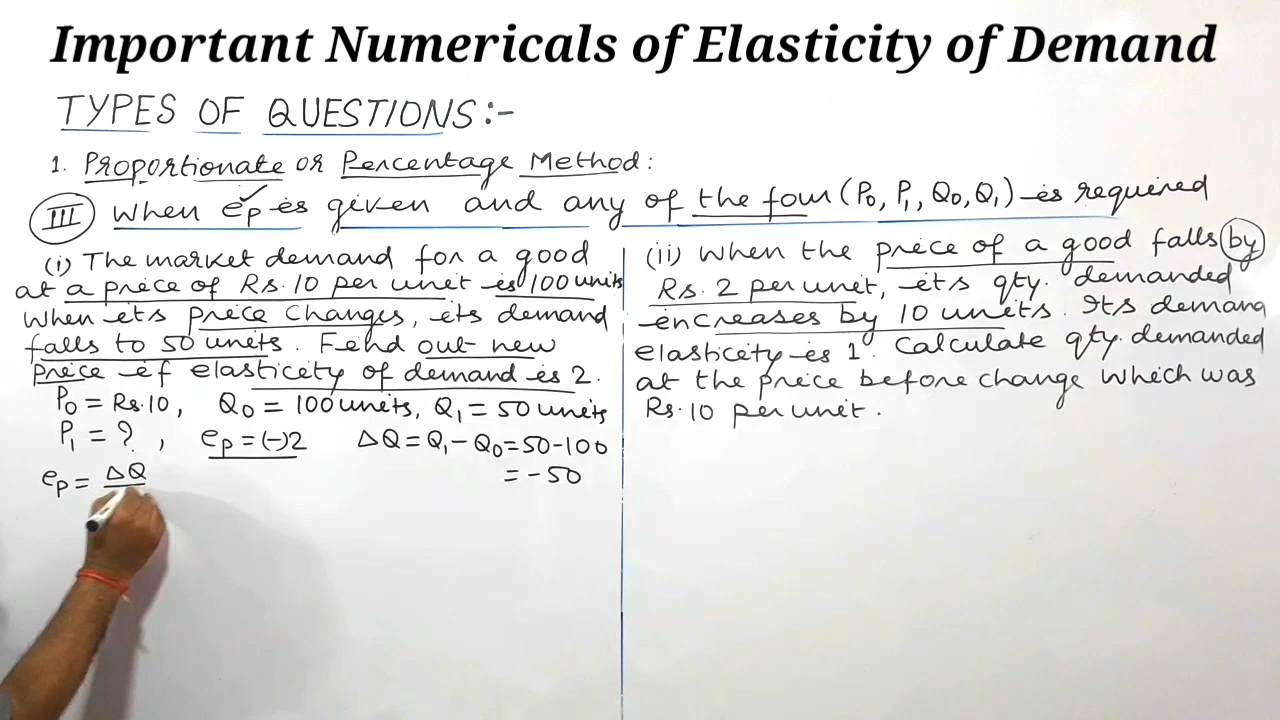 Important Numericals of Elasticity of Demand
TYPES OF QUESTIONS:-
1. Proportionate or Percentage Method:
III When ep is given and any of the four (P0, P1, Q0, Q1) is required
(i) The market demand for a good
at a price of Rs. 10 per unit is 100 units
When its price changes, its demand
falls to 50 units. Find out new
price if elasticity of demand is 2.
P0 = Rs. 10, Q0 = 100 units, Q1 = 50 units
P1 = ?, ep = (-)2 ΔQ = Q1 - Q0 = 50-100
= -50
ep = ΔQ
(ii) When the price of a good falls by
Rs. 2 per unit, its qty. demanded
increases by 10 units. Its demand
elasticity is 1. Calculate qty. demanded
at the price before change which was
Rs. 10 per unit.